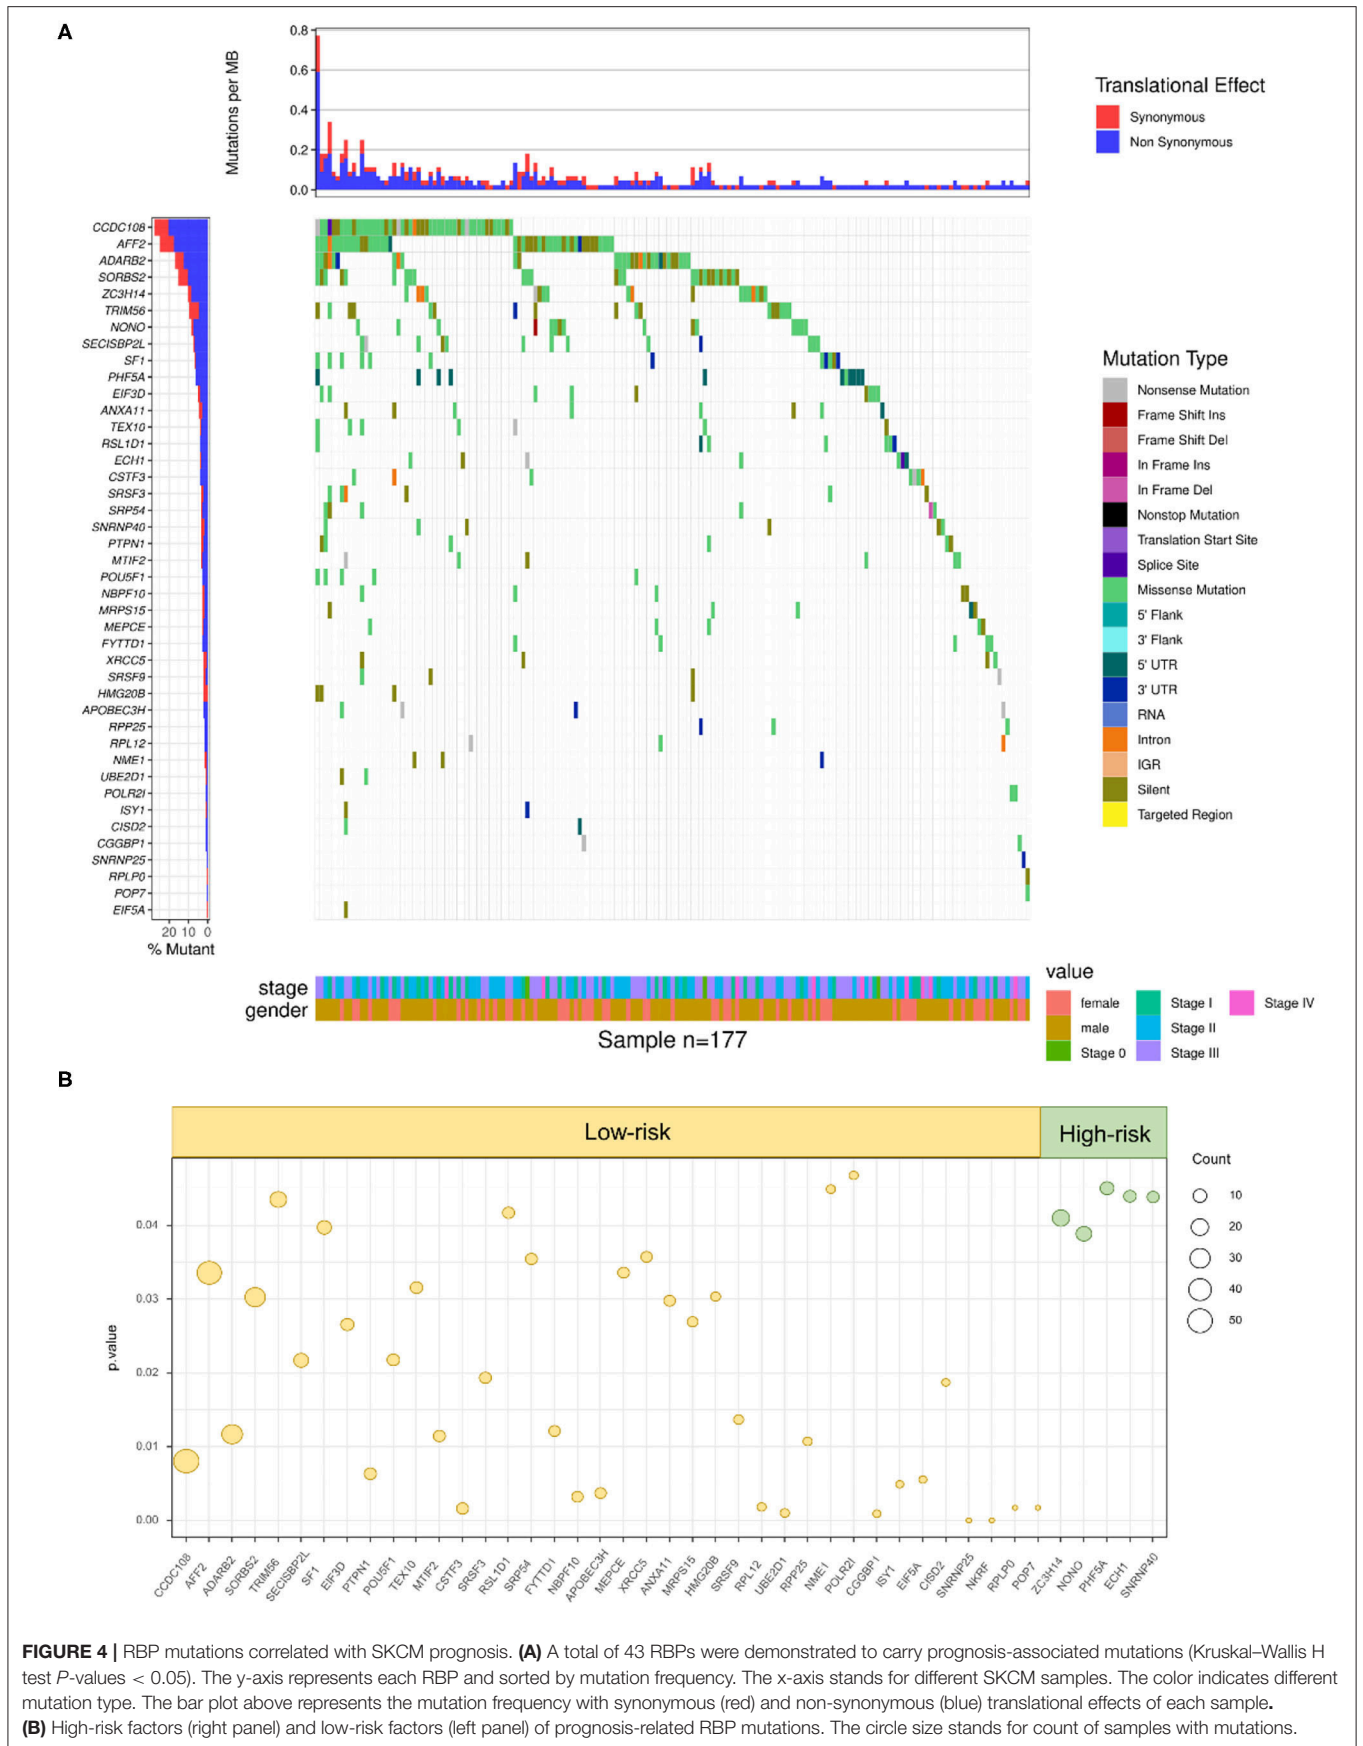 A
Mutations per MB
0.8
0.6
0.4
0.2
0.0
Translational Effect
Synonymous
Non Synonymous
CCDC108
AFF2
ADARB2
SORBS2
ZC3H14
TRIM56
NONO
SECISBP2L
SF1
PHF5A
EIF3D
ANXA11
TEX10
RSL1D1
ECH1
CSTF3
SRSF3
SRP54
SNRNP40
PTPN1
MTIF2
POU5F1
NBPF10
MRPS15
MEPCE
FYTTD1
XRCC5
SRSF9
HMG20B
APOBEC3H
RPP25
RPL12
NME1
UBE2D1
POLR2I
ISY1
CISD2
CGGBP1
SNRNP25
RPLP0
POP7
EIF5A
20 10 0
% Mutant
Mutation Type
Nonsense Mutation
Frame Shift Ins
Frame Shift Del
In Frame Ins
In Frame Del
Nonstop Mutation
Translation Start Site
Splice Site
Missense Mutation
5' Flank
3' Flank
5' UTR
3' UTR
RNA
Intron
IGR
Silent
Targeted Region
stage
gender
Sample n=177
value
female
male
Stage 0
Stage I
Stage II
Stage III
Stage IV
B
Low-risk
High-risk
p.value
0.04
0.03
0.02
0.01
0.00
Count
10
20
30
40
50
CCDC108
AFF2
ADARB2
SORBS2
TRIM56
SECISBP2L
SF1
EIF3D
PTPN1
POU5F1
TEX10
MTIF2
CSTF3
SRSF3
RSL1D1
SRP54
FYTTD1
NBPF10
APOBEC3H
MEPCE
XRCC5
ANXA11
MRPS15
HMG20B
SRSF9
RPL12
UBE2D1
RPP25
NME1
POLR2I
CGGBP1
ISY1
EIF5A
CISD2
SNRNP25
NKRF
RPLP0
POP7
ZC3H14
NONO
PHF5A
ECH1
SNRNP40
FIGURE 4 | RBP mutations correlated with SKCM prognosis. (A) A total of 43 RBPs were demonstrated to carry prognosis-associated mutations (Kruskal–Wallis H
test P-values < 0.05). The y-axis represents each RBP and sorted by mutation frequency. The x-axis stands for different SKCM samples. The color indicates different
mutation type. The bar plot above represents the mutation frequency with synonymous (red) and non-synonymous (blue) translational effects of each sample.
(B) High-risk factors (right panel) and low-risk factors (left panel) of prognosis-related RBP mutations. The circle size stands for count of samples with mutations.